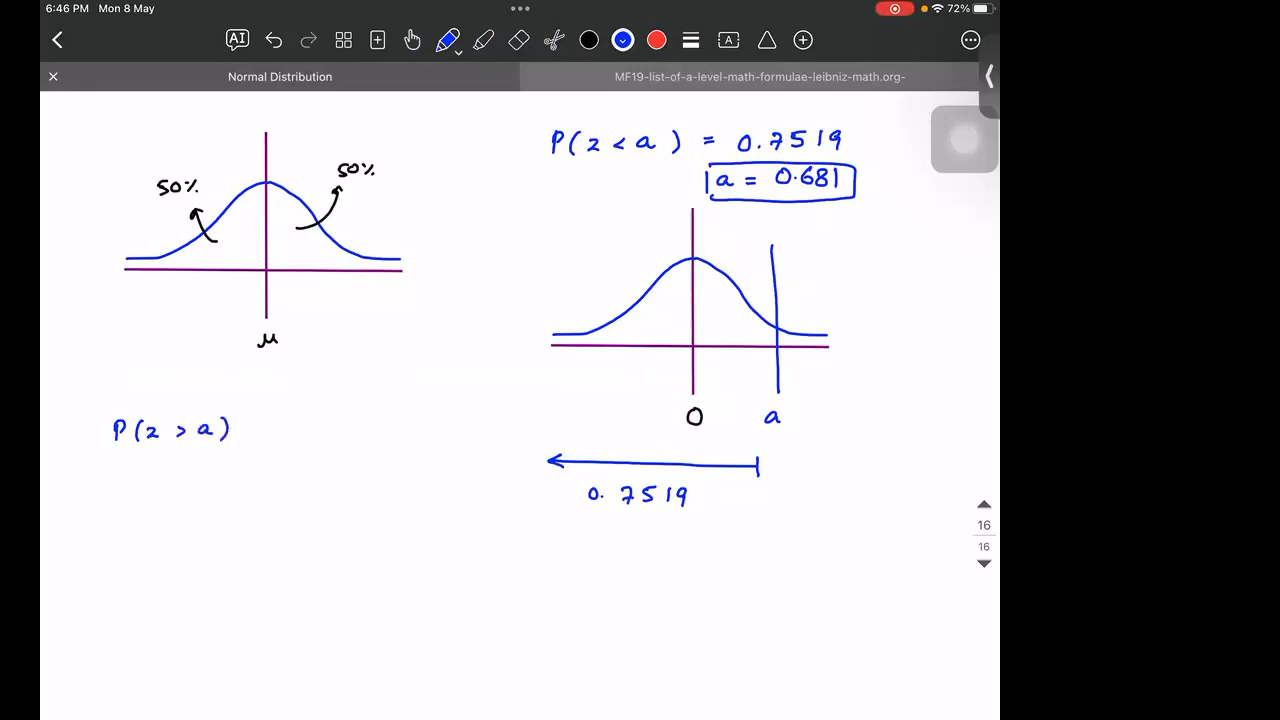 6:46 PM Mon 8 May
72%
AI
A
Normal Distribution
MF19-list-of-a-level-math-formulae-leibniz-math.org-
50%
50%
μ
P(z > a)
P(z < a) = 0.7519
a = 0.681
0
a
0.7519
16
16